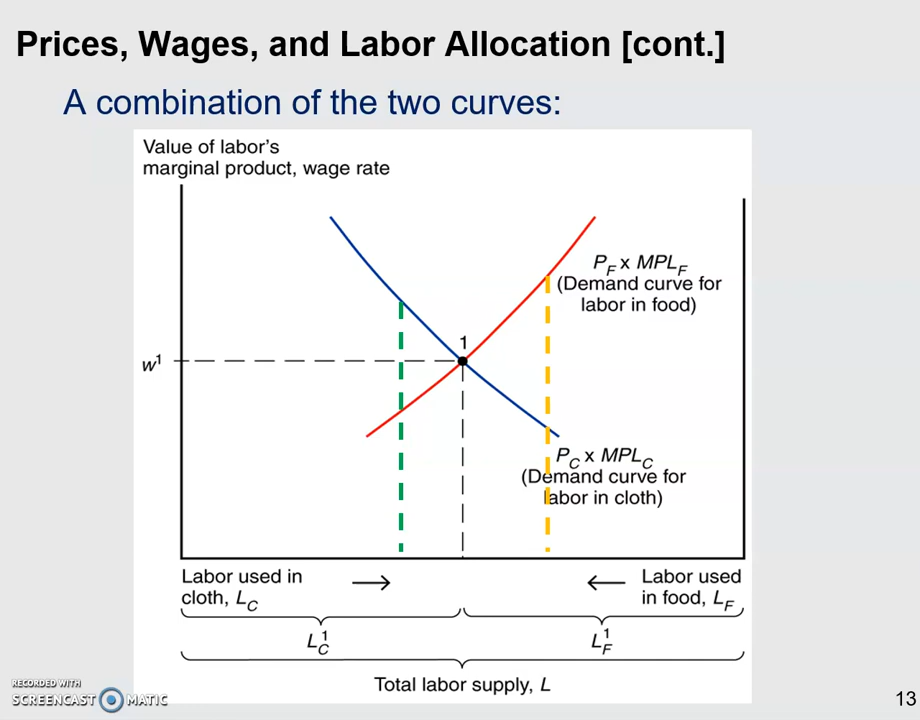 Prices, Wages, and Labor Allocation [cont.]
A combination of the two curves:
Value of labor's
marginal product, wage rate
P_F x MPL_F
(Demand curve for
labor in food)
1
w¹
P_C x MPL_C
(Demand curve for
labor in cloth)
Labor used in
cloth, L_C
Labor used
in food, L_F
L_C^1
L_F^1
Total labor supply, L
RECORDED WITH
SCREENCAST MATIC
13